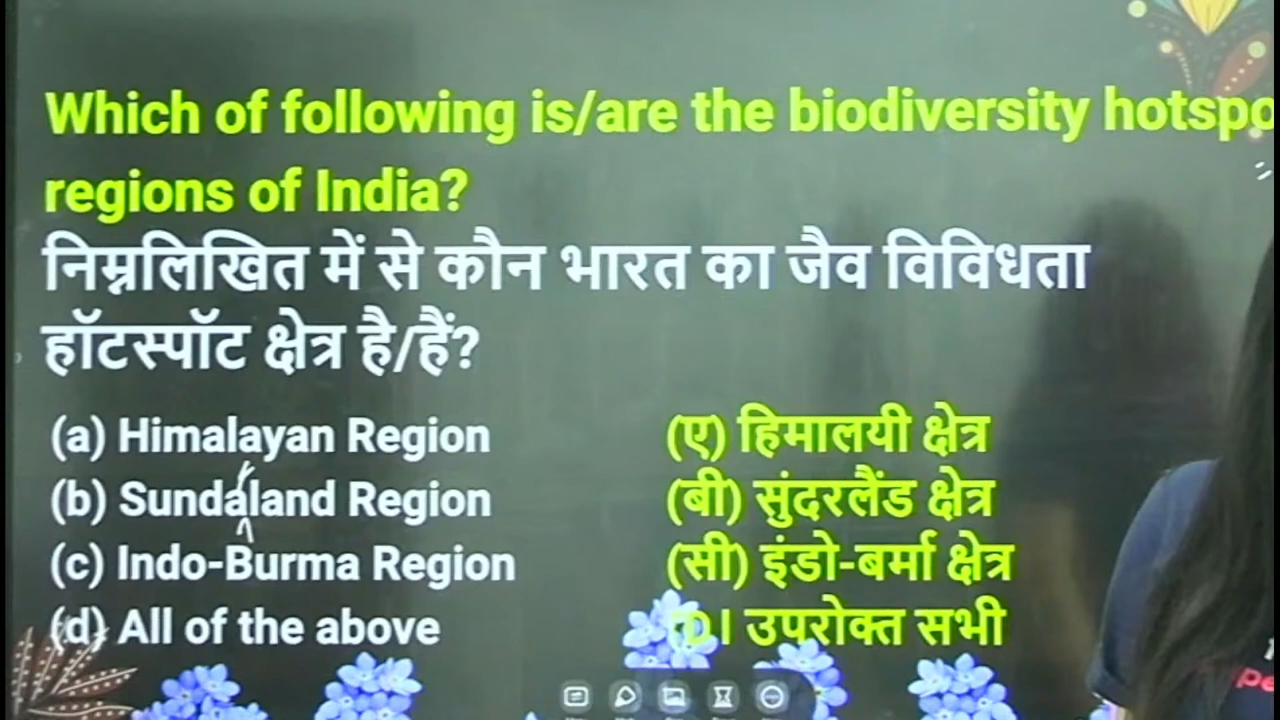 Which of following is/are the biodiversity hotspo
regions of India?
निम्नलिखित में से कौन भारत का जैव विविधता
हॉटस्पॉट क्षेत्र है/हैं?
(a) Himalayan Region
(b) Sundaland Region
(c) Indo-Burma Region
(d) All of the above
(ए) हिमालयी क्षेत्र
(बी) सुंदरलैंड क्षेत्र
(सी) इंडो-बर्मा क्षेत्र
उपरोक्त सभी